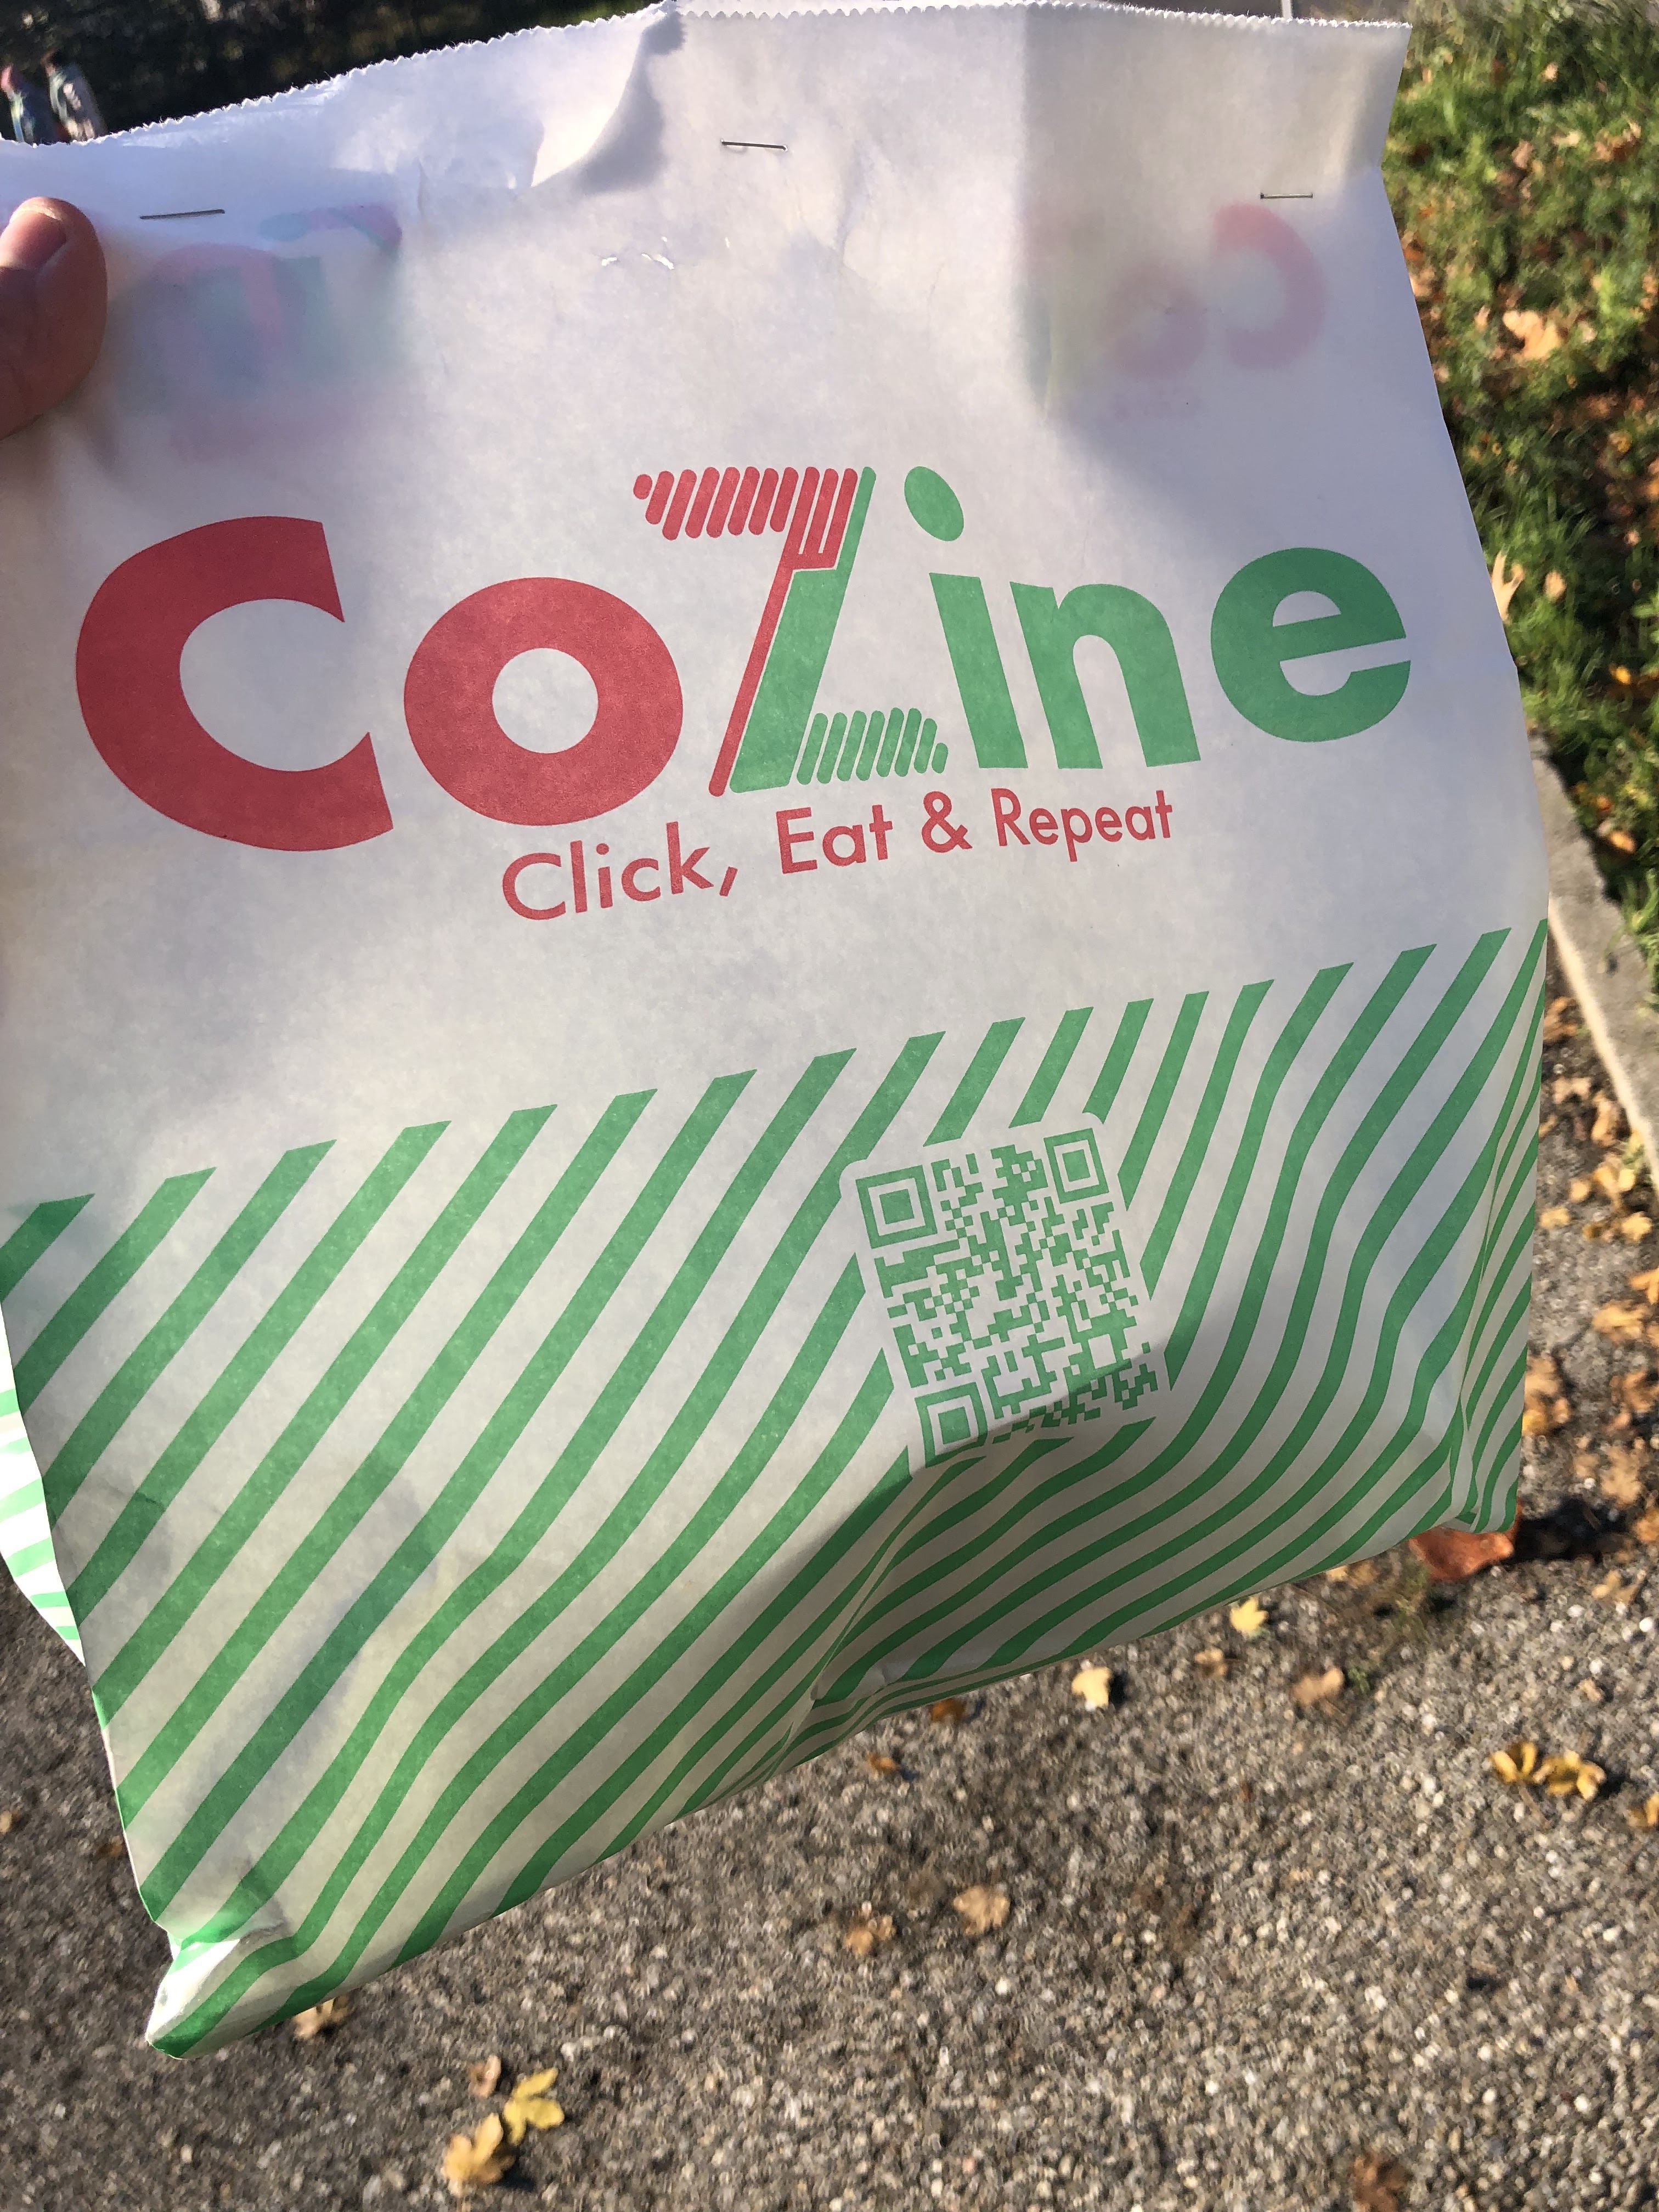 CoZine
Click, Eat & Repeat